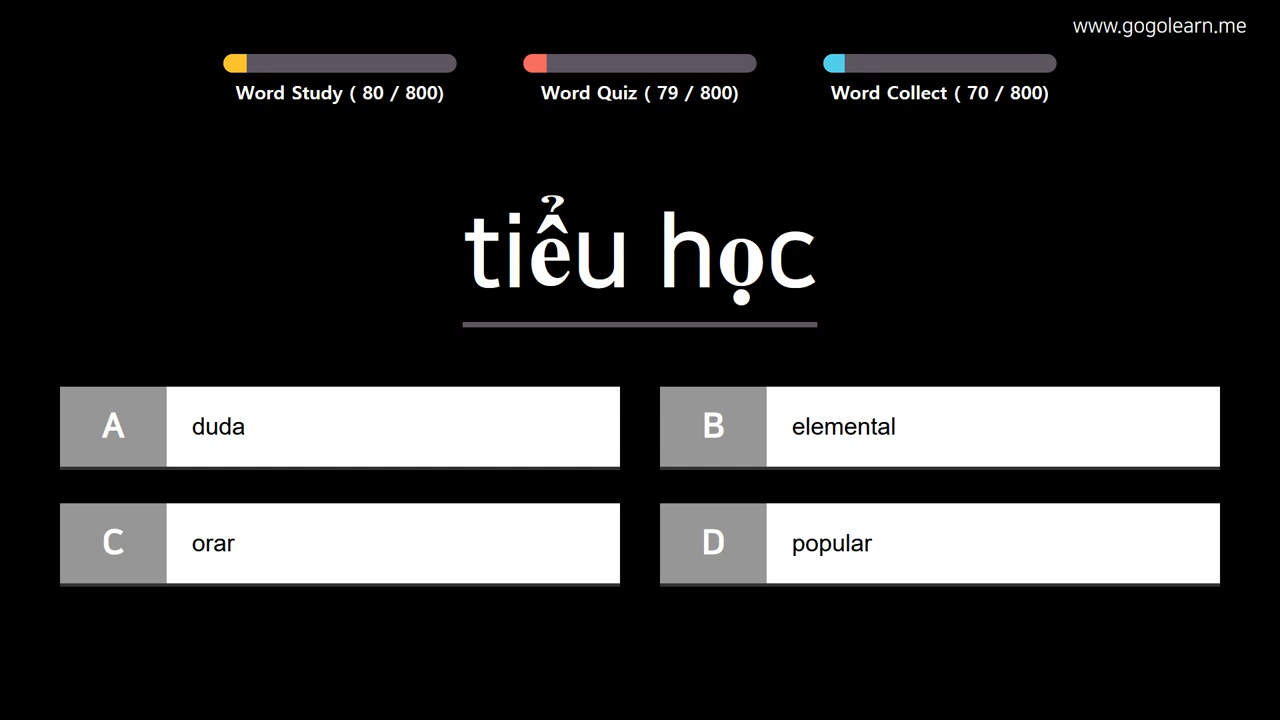 www.gogolearn.me
Word Study ( 80 / 800)
Word Quiz ( 79 / 800)
Word Collect ( 70 / 800)
tiểu học
A duda
B elemental
C orar
D popular